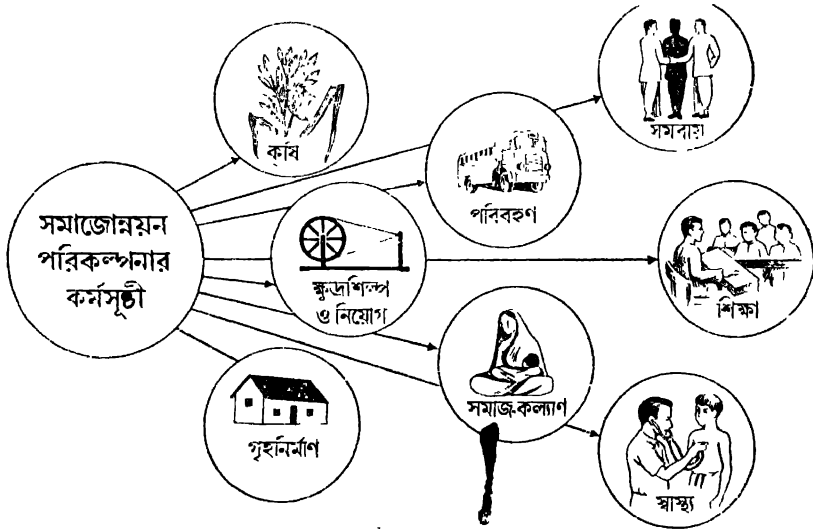 সমাজোন্নয়ন
পরিকল্পনার
কর্মসূচী
কৃষি
পরিবহণ
সমবায়
ক্ষুদ্রশিল্প
ও নিয়োগ
শিক্ষা
সমাজ-কল্যাণ
গৃহনির্মাণ
স্বাস্থ্য